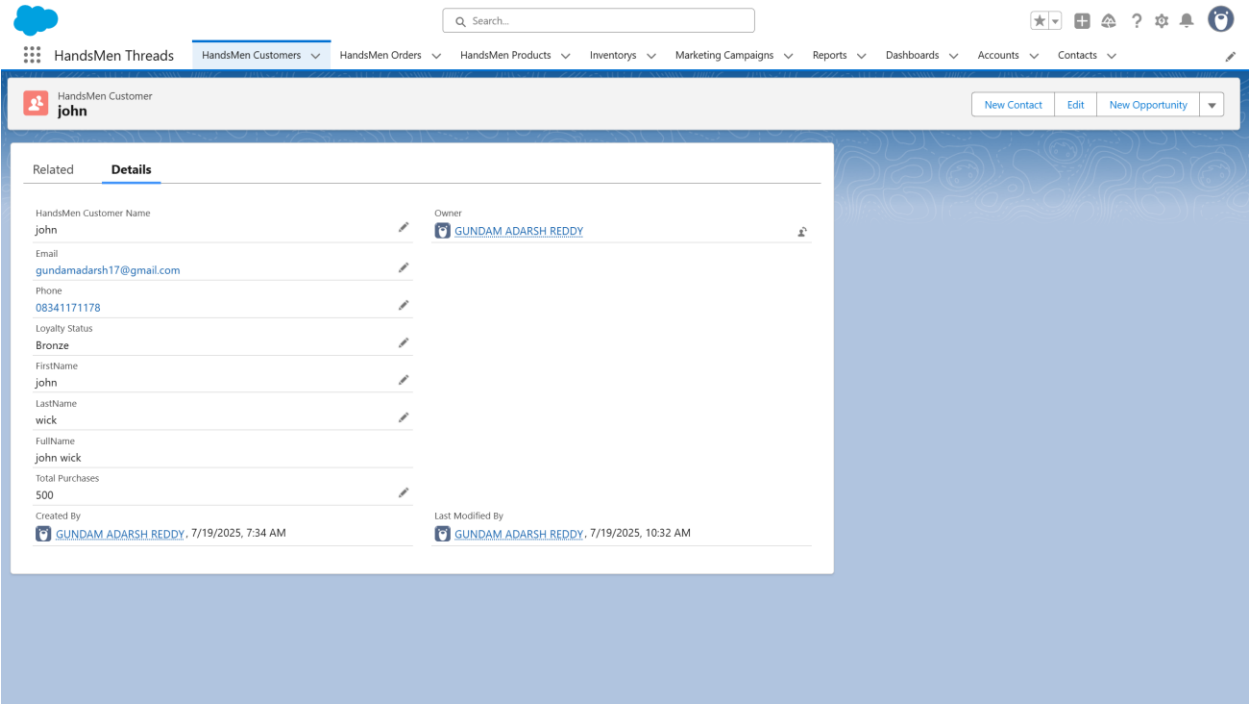 Search...
HandsMen Threads HandsMen Customers HandsMen Orders HandsMen Products Inventorys Marketing Campaigns Reports Dashboards Accounts Contacts
HandsMen Customer
john
New Contact Edit New Opportunity
Related Details
HandsMen Customer Name
john
Owner
GUNDAM ADARSH REDDY
Email
gundamadarsh17@gmail.com
Phone
08341171178
Loyalty Status
Bronze
FirstName
john
LastName
wick
FullName
john wick
Total Purchases
500
Created By
GUNDAM ADARSH REDDY, 7/19/2025, 7:34 AM
Last Modified By
GUNDAM ADARSH REDDY, 7/19/2025, 10:32 AM